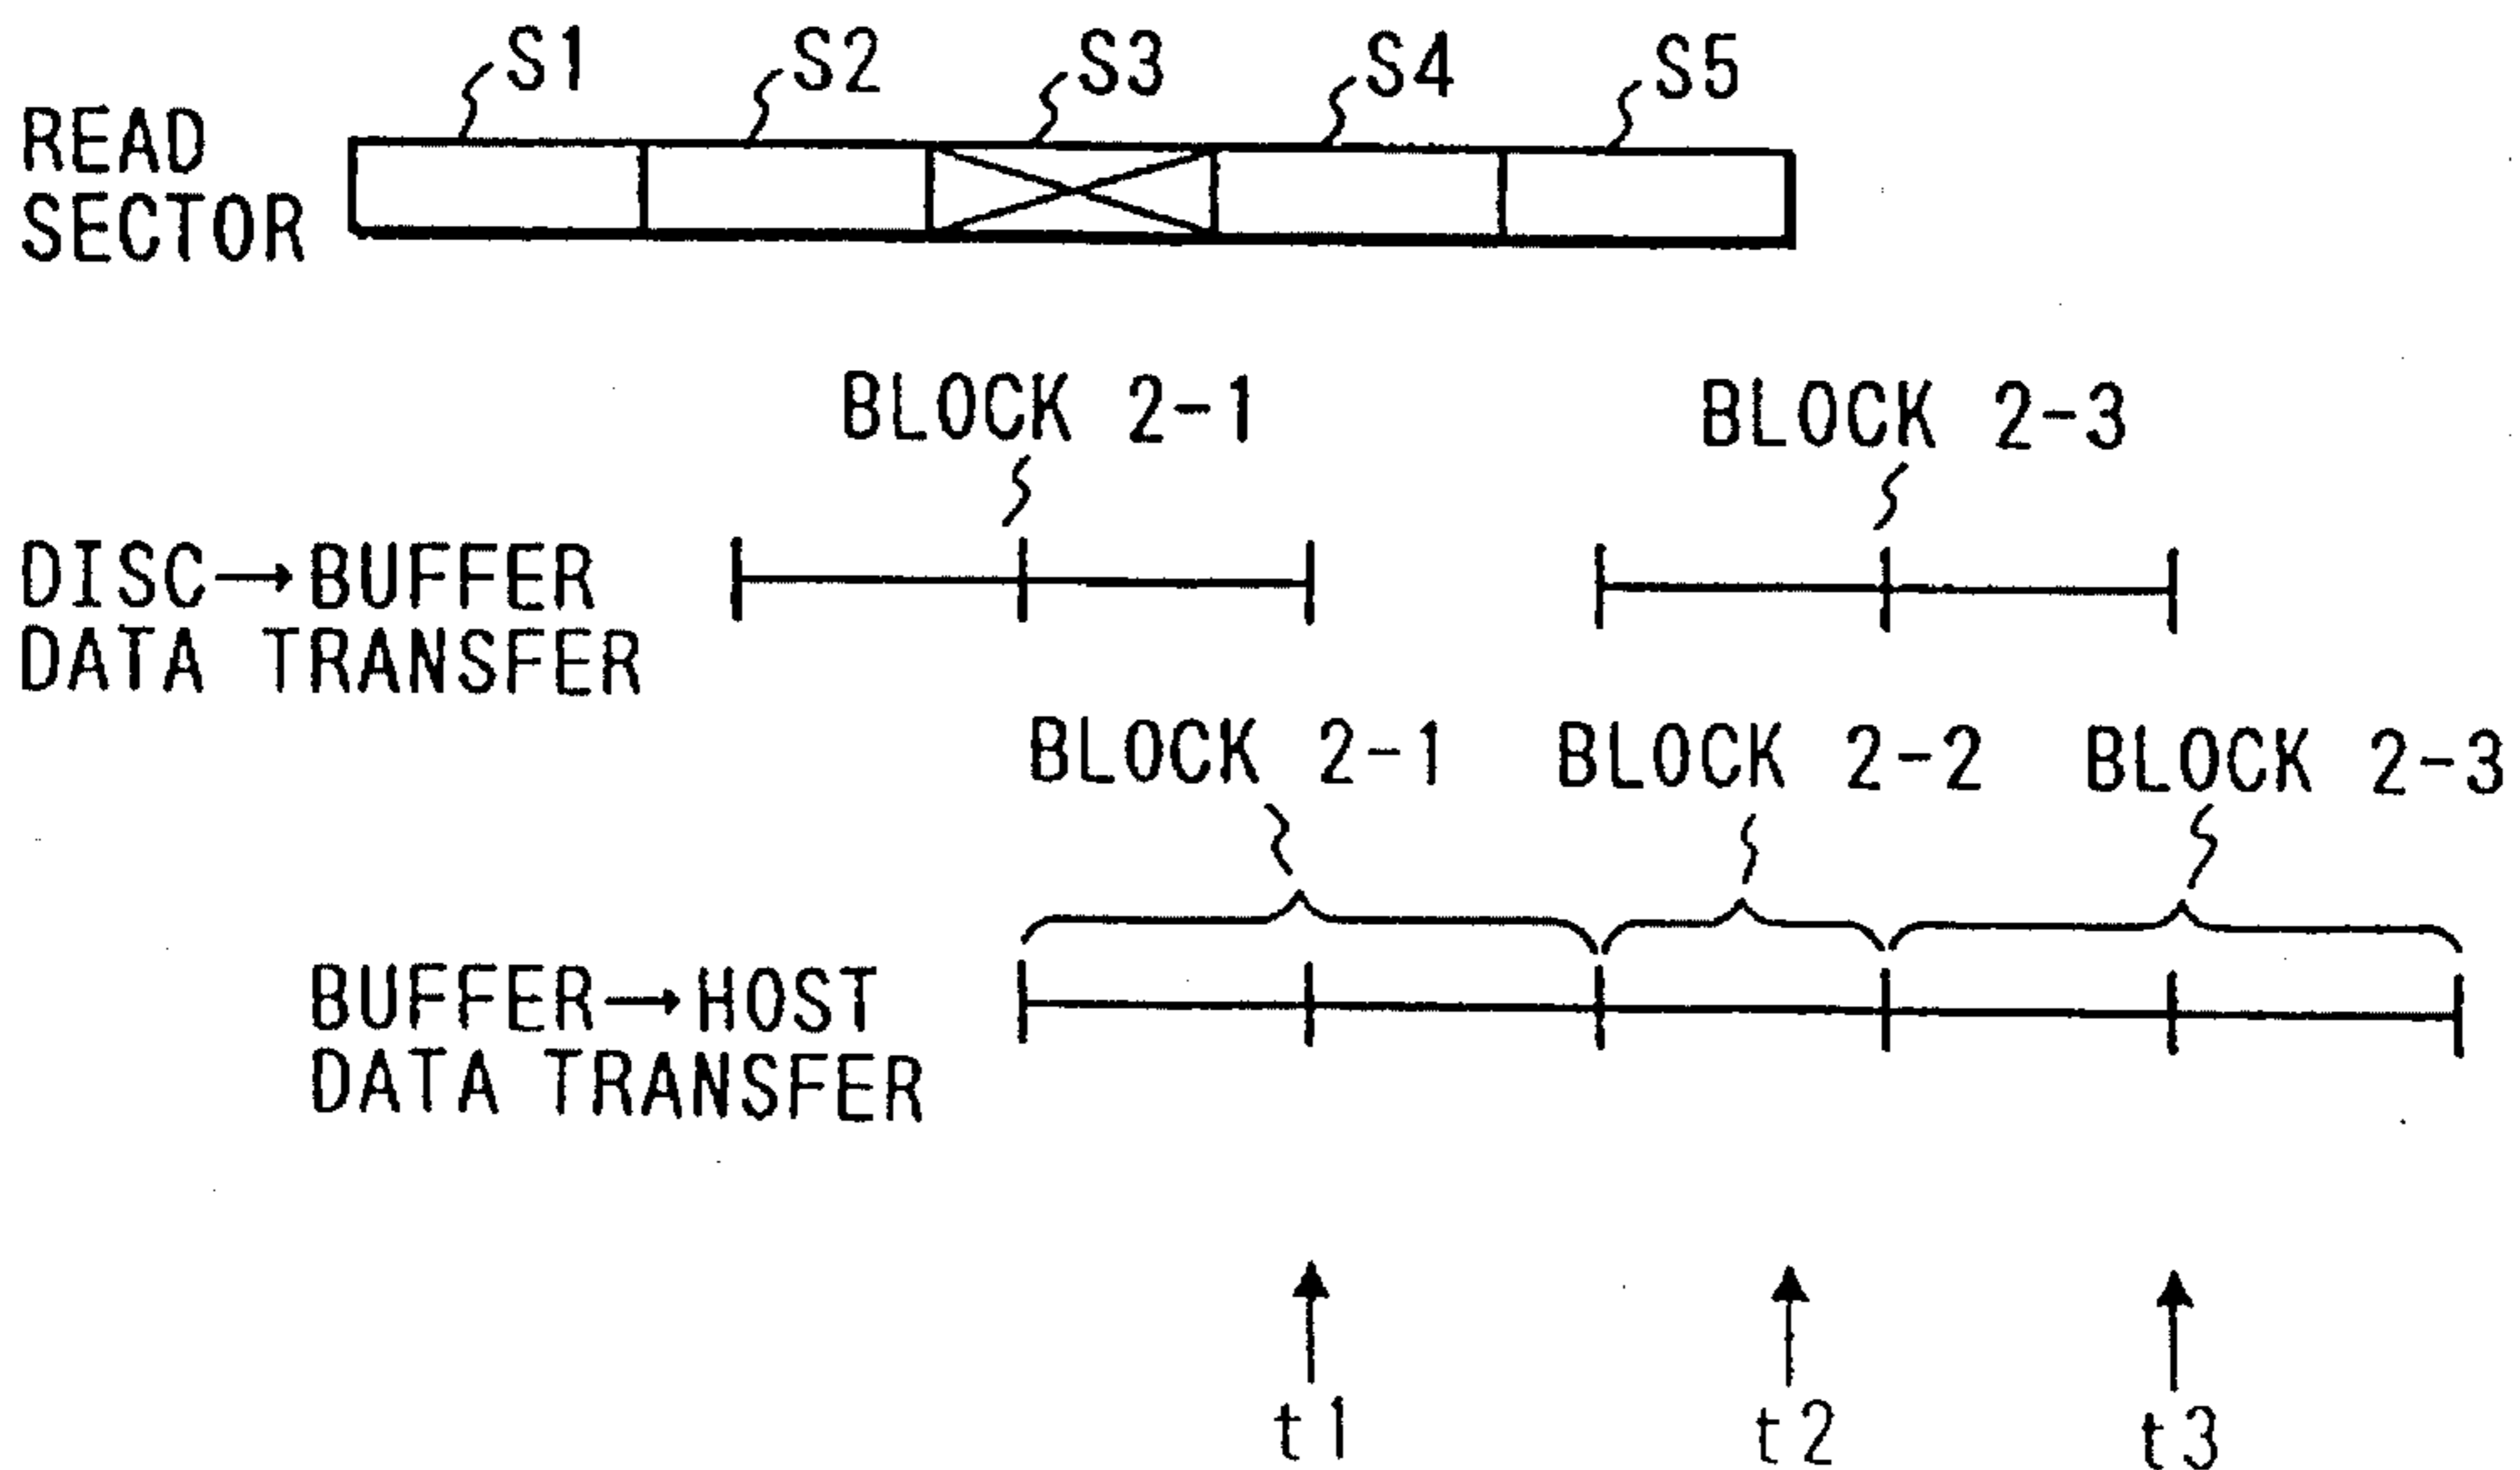 S1 S2 S3 S4 S5
READ
SECTOR
BLOCK 2-1 BLOCK 2-3
DISC→BUFFER
DATA TRANSFER
BLOCK 2-1 BLOCK 2-2 BLOCK 2-3
BUFFER→HOST
DATA TRANSFER
t1 t2 t3